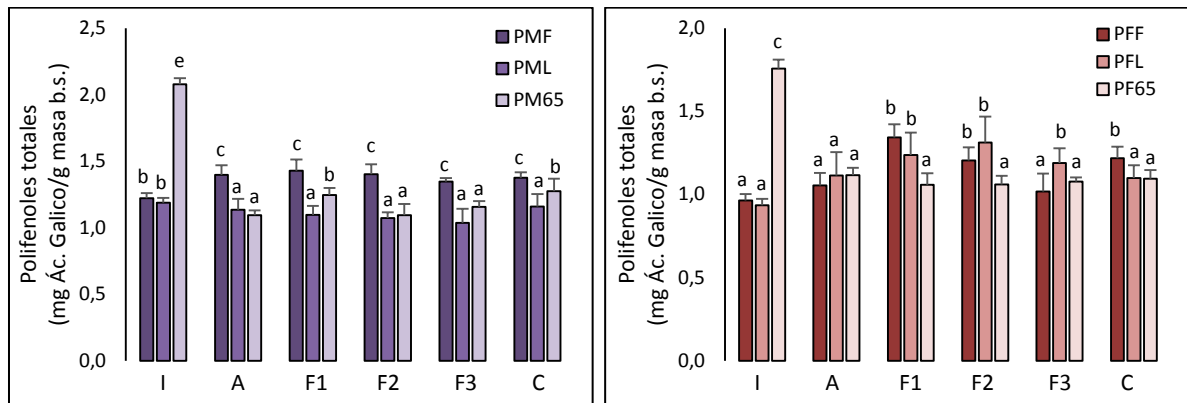 Polifenoles totales
(mg Ác. Galico/g masa b.s.)
2,5
2,0
1,5
1,0
0,5
0,0
PMF
PML
PM65
b b e
c a a
c a b
c a a
c a a
c a b
I A F1 F2 F3 C
Polifenoles totales
(mg Ác. Galico/g masa b.s.)
2,0
1,5
1,0
0,5
0,0
PFF
PFL
PF65
a a c
a a a
b b a
b b a
a b a
b a a
I A F1 F2 F3 C